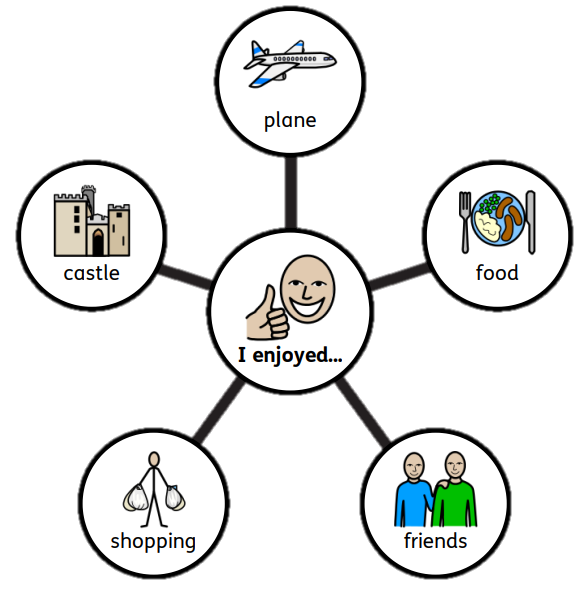 plane
castle
food
I enjoyed...
shopping
friends